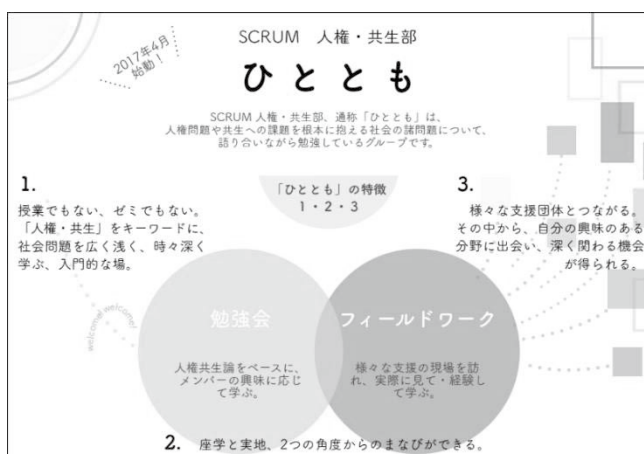 2017年4月
始動！
SCRUM 人権・共生部
ひととも
SCRUM 人権・共生部、通称「ひととも」は、
人権問題や共生への課題を根本に抱える社会の諸問題について、
語り合いながら勉強しているグループです。
「ひととも」の特徴
1・2・3
1.
授業でもない、ゼミでもない。
「人権・共生」をキーワードに、
社会問題を広く浅く、時々深く
学ぶ、入門的な場。
3.
様々な支援団体とつながる。
その中から、自分の興味のある
分野に出会い、深く関わる機会
が得られる。
welcome! welcome!
勉強会
人権共生論をベースに、
メンバーの興味に応じ
て学ぶ。
フィールドワーク
様々な支援の現場を訪
れ、実際に見て・経験し
て学ぶ。
2. 座学と実地、2つの角度からのまなびができる。